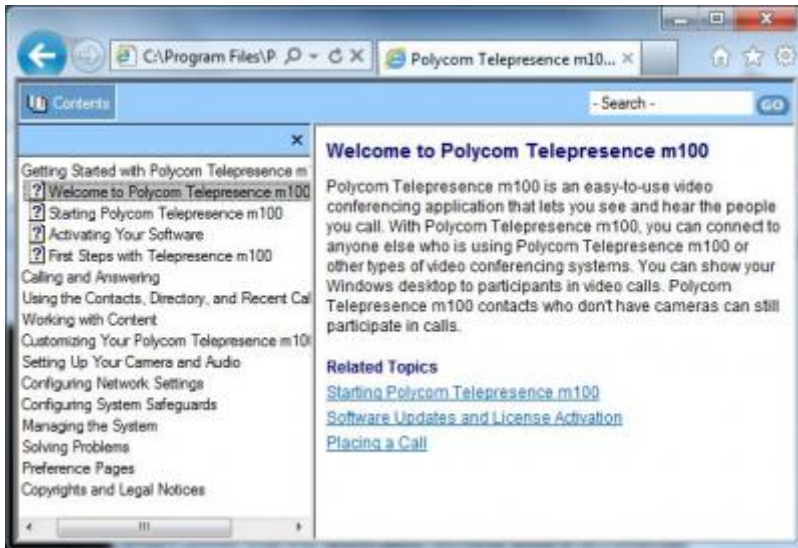 C:\Program Files\P
Polycom Telepresence m10...
Contents
- Search -
GO
Getting Started with Polycom Telepresence m
Welcome to Polycom Telepresence m100
Starting Polycom Telepresence m100
Activating Your Software
First Steps with Telepresence m100
Calling and Answering
Using the Contacts, Directory, and Recent Cal
Working with Content
Customizing Your Polycom Telepresence m10
Setting Up Your Camera and Audio
Configuring Network Settings
Configuring System Safeguards
Managing the System
Solving Problems
Preference Pages
Copyrights and Legal Notices
Welcome to Polycom Telepresence m100
Polycom Telepresence m100 is an easy-to-use video
conferencing application that lets you see and hear the people
you call. With Polycom Telepresence m100, you can connect to
anyone else who is using Polycom Telepresence m100 or
other types of video conferencing systems. You can show your
Windows desktop to participants in video calls. Polycom
Telepresence m100 contacts who don't have cameras can still
participate in calls.
Related Topics
Starting Polycom Telepresence m100
Software Updates and License Activation
Placing a Call